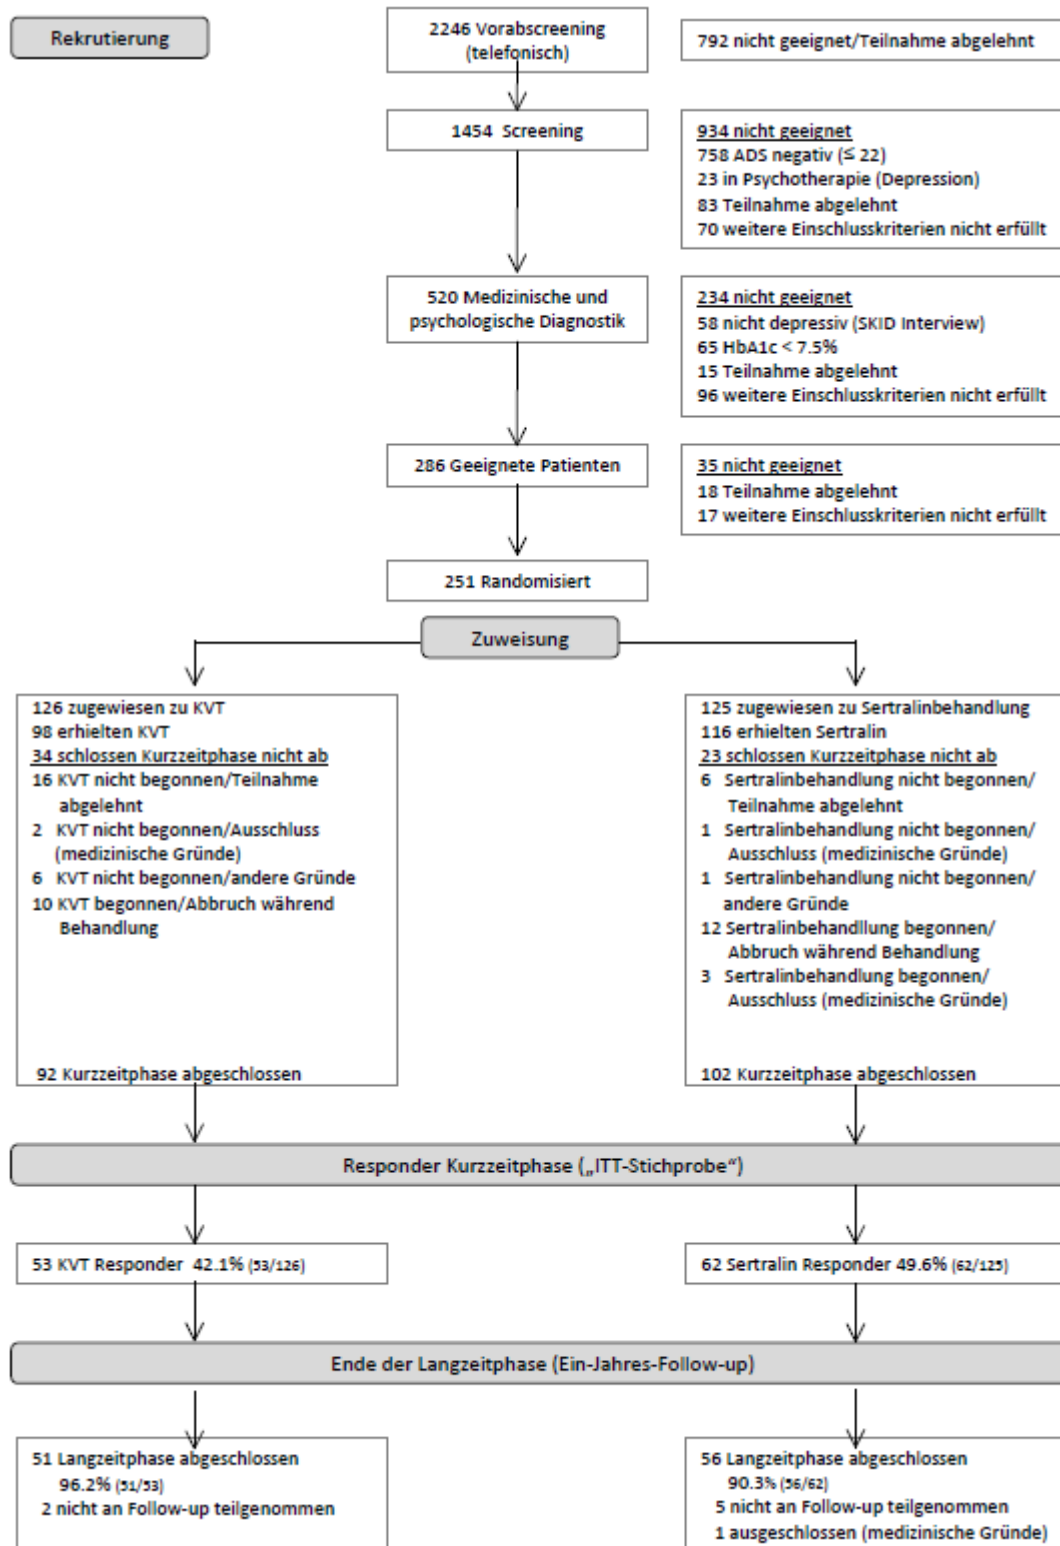 Rekrutierung
2246 Vorabscreening
(telefonisch)
792 nicht geeignet/Teilnahme abgelehnt
1454 Screening
934 nicht geeignet
758 ADS negativ (≤ 22)
23 in Psychotherapie (Depression)
83 Teilnahme abgelehnt
70 weitere Einschlusskriterien nicht erfüllt
520 Medizinische und
psychologische Diagnostik
234 nicht geeignet
58 nicht depressiv (SKID Interview)
65 HbA1c < 7.5%
15 Teilnahme abgelehnt
96 weitere Einschlusskriterien nicht erfüllt
286 Geeignete Patienten
35 nicht geeignet
18 Teilnahme abgelehnt
17 weitere Einschlusskriterien nicht erfüllt
251 Randomisiert
Zuweisung
126 zugewiesen zu KVT
98 erhielten KVT
34 schlossen Kurzzeitphase nicht ab
16 KVT nicht begonnen/Teilnahme
abgelehnt
2 KVT nicht begonnen/Ausschluss
(medizinische Gründe)
6 KVT nicht begonnen/andere Gründe
10 KVT begonnen/Abbruch während
Behandlung
92 Kurzzeitphase abgeschlossen
125 zugewiesen zu Sertralinbehandlung
116 erhielten Sertralin
23 schlossen Kurzzeitphase nicht ab
6 Sertralinbehandlung nicht begonnen/
Teilnahme abgelehnt
1 Sertralinbehandlung nicht begonnen/
Ausschluss (medizinische Gründe)
1 Sertralinbehandlung nicht begonnen/
andere Gründe
12 Sertralinbehandllung begonnen/
Abbruch während Behandlung
3 Sertralinbehandlung begonnen/
Ausschluss (medizinische Gründe)
102 Kurzzeitphase abgeschlossen
Responder Kurzzeitphase („ITT-Stichprobe“)
53 KVT Responder 42.1% (53/126)
62 Sertralin Responder 49.6% (62/125)
Ende der Langzeitphase (Ein-Jahres-Follow-up)
51 Langzeitphase abgeschlossen
96.2% (51/53)
2 nicht an Follow-up teilgenommen
56 Langzeitphase abgeschlossen
90.3% (56/62)
5 nicht an Follow-up teilgenommen
1 ausgeschlossen (medizinische Gründe)